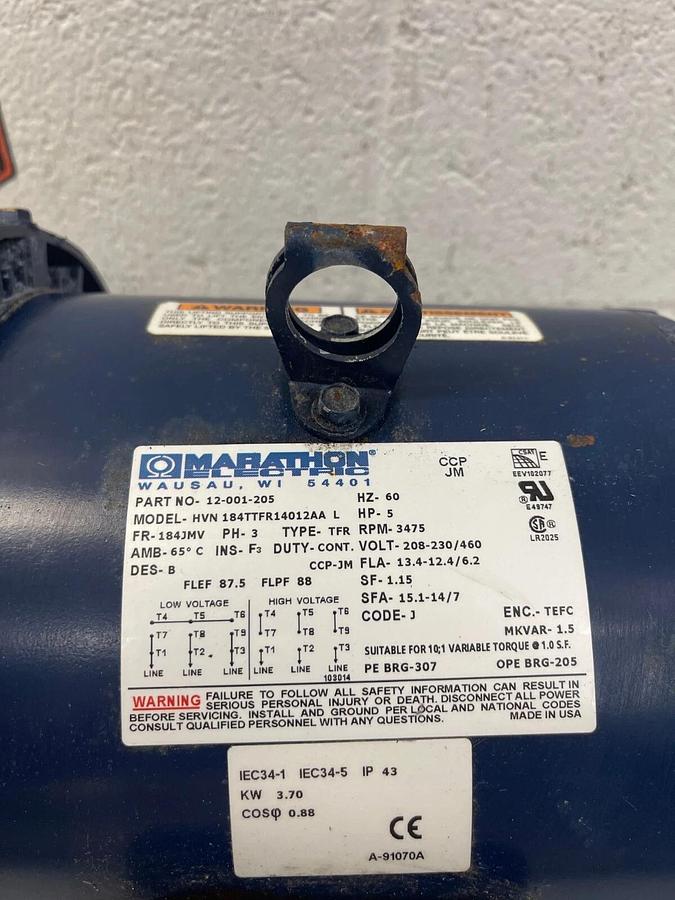 WARNING AVERTISSEMENT
MARATHON®
ELECTRIC
WAUSAU, WI 54401
CCP
JM
CSA
E
EEV102077
PART NO- 12-001-205 HZ- 60
MODEL- HVN 184TTFR14012AA L HP- 5
E49747
FR-184JMV PH- 3 TYPE- TFR RPM-3475
AMB-65° C INS- F3 DUTY-CONT. VOLT-208-230/460
LR2025
DES-B CCP-JM FLA- 13.4-12.4/6.2
FLEF 87.5 FLPF 88 SF- 1.15
SFA- 15.1-14/7
LOW VOLTAGE HIGH VOLTAGE CODE- J ENC.- TEFC
T4 T5 T6 T4 T5 T6
MKVAR- 1.5
T7 T8 T9 T7 T8 T9
T1 T2 T3 T1 T2 T3 SUITABLE FOR 10;1 VARIABLE TORQUE @ 1.0 S.F.
LINE LINE LINE LINE LINE LINE PE BRG-307 OPE BRG-205
103014
WARNING FAILURE TO FOLLOW ALL SAFETY INFORMATION CAN RESULT IN
SERIOUS PERSONAL INJURY OR DEATH. DISCONNECT ALL POWER
BEFORE SERVICING. INSTALL AND GROUND PER LOCAL AND NATIONAL CODES
CONSULT QUALIFIED PERSONNEL WITH ANY QUESTIONS. MADE IN USA
IEC34-1 IEC34-5 IP 43
KW 3.70
COSφ 0.88
CE
A-91070A